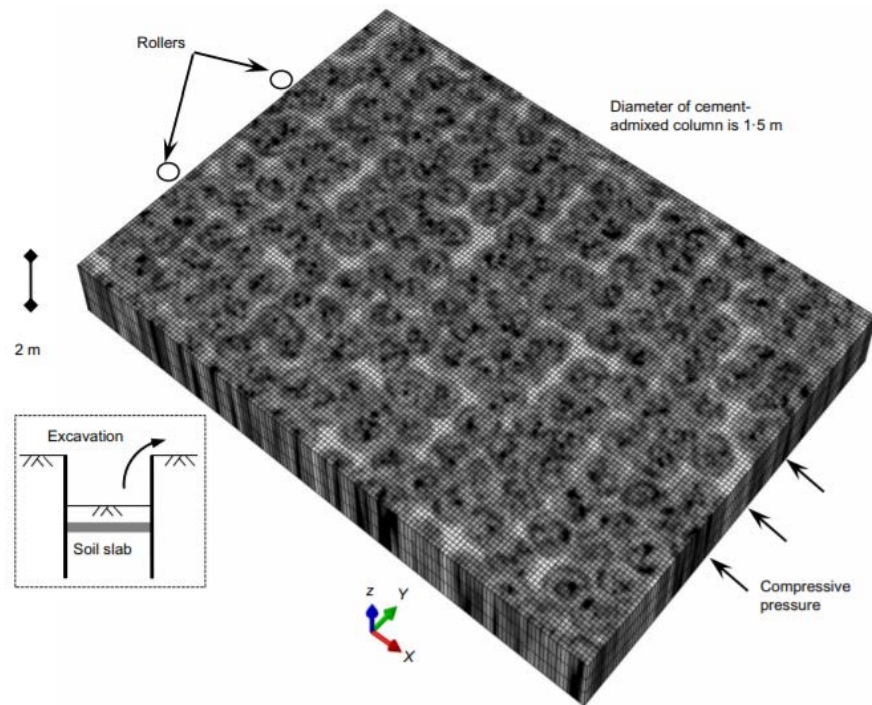 Rollers
Diameter of cement-
admixed column is 1·5 m
2 m
Excavation
Soil slab
Compressive
pressure
z
Y
X